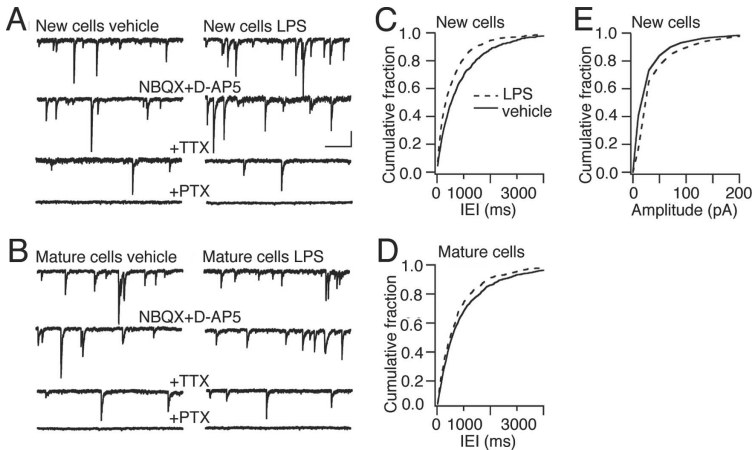 A
New cells vehicle
New cells LPS
NBQX+D-AP5
+TTX
+PTX
B
Mature cells vehicle
Mature cells LPS
NBQX+D-AP5
+TTX
+PTX
C
New cells
Cumulative fraction
1.0
0.8
0.6
0.4
0.2
0.0
LPS
vehicle
0 1000 3000
IEI (ms)
D
Mature cells
Cumulative fraction
1.0
0.8
0.6
0.4
0.2
0.0
0 1000 3000
IEI (ms)
E
New cells
Cumulative fraction
1.0
0.8
0.6
0.4
0.2
0.0
0 100 200
Amplitude (pA)